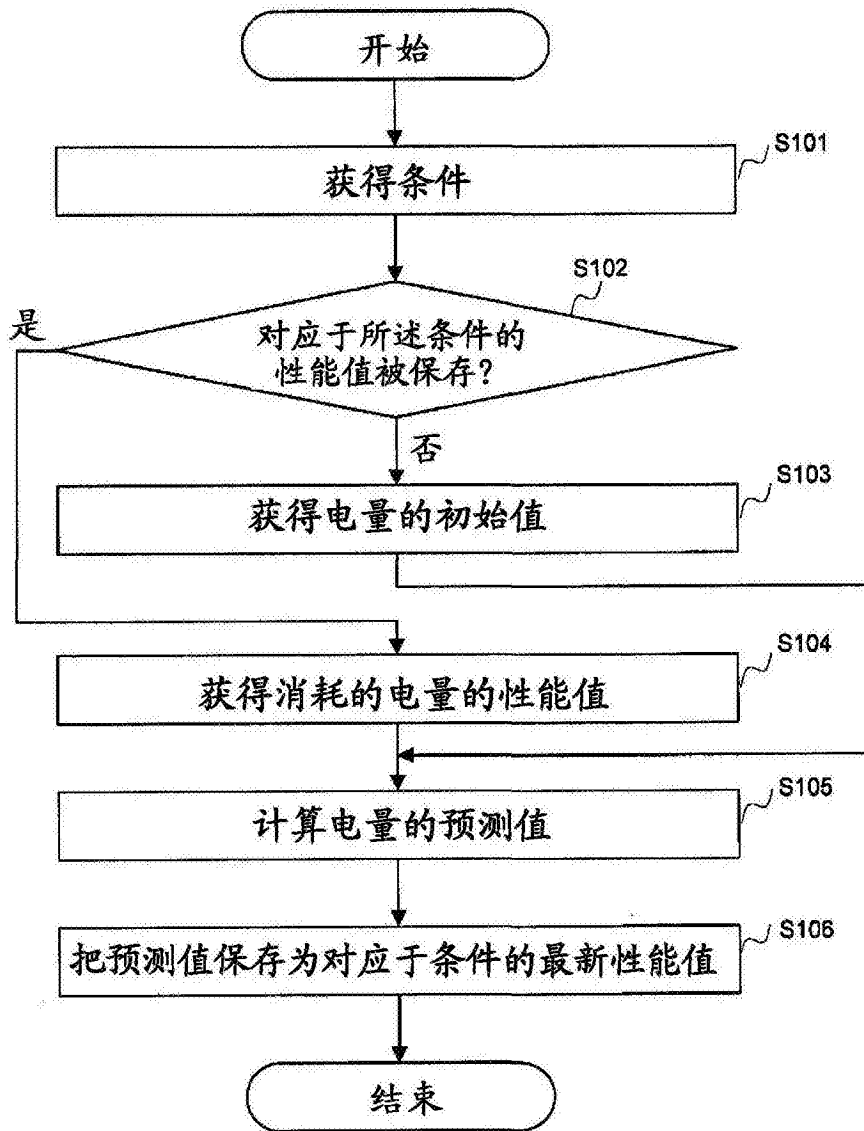 开始
S101
获得条件
S102
是
对应于所述条件的
性能值被保存?
否
S103
获得电量的初始值
S104
获得消耗的电量的性能值
S105
计算电量的预测值
S106
把预测值保存为对应于条件的最新性能值
结束